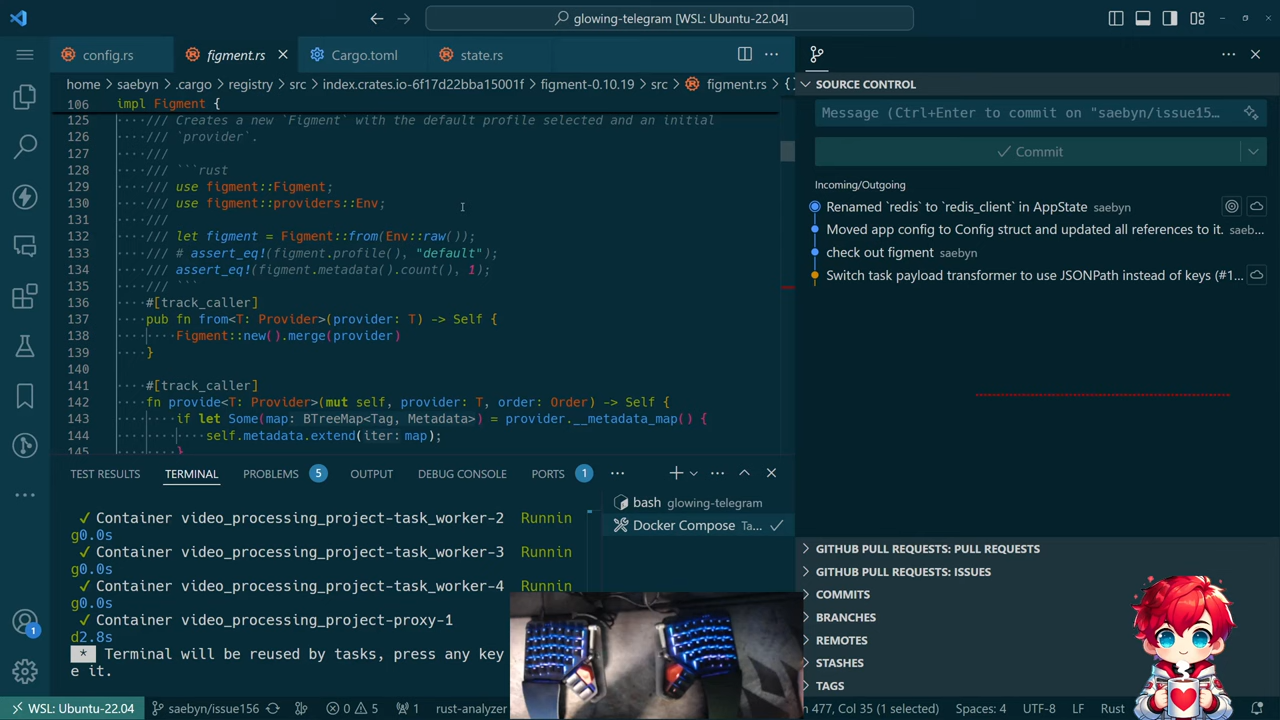 glowing-telegram [WSL: Ubuntu-22.04]
config.rs
figment.rs
Cargo.toml
state.rs
home > saebyn > .cargo > registry > src > index.crates.io-6f17d22bba15001f > figment-0.10.19 > src > figment.rs > {}
106 impl Figment {
125 /// Creates a new `Figment` with the default profile selected and an initial
126 /// `provider`.
127 ///
128 /// ```rust
129 /// use figment::Figment;
130 /// use figment::providers::Env;
131 ///
132 /// let figment = Figment::from(Env::raw());
133 /// # assert_eq!(figment.profile(), "default");
134 /// assert_eq!(figment.metadata().count(), 1);
135 /// ```
136 #[track_caller]
137 pub fn from<T: Provider>(provider: T) -> Self {
138 Figment::new().merge(provider)
139 }
140
141 #[track_caller]
142 fn provide<T: Provider>(mut self, provider: T, order: Order) -> Self {
143 if let Some(map: BTreeMap<Tag, Metadata>) = provider.__metadata_map() {
144 self.metadata.extend(iter: map);
145 }
TEST RESULTS
TERMINAL
PROBLEMS 5
OUTPUT
DEBUG CONSOLE
PORTS 1
✓ Container video_processing_project-task_worker-2 Runnin
g0.0s
✓ Container video_processing_project-task_worker-3 Runnin
g0.0s
✓ Container video_processing_project-task_worker-4 Runnin
g0.0s
✓ Container video_processing_project-proxy-1
d2.8s
* Terminal will be reused by tasks, press any key
e it.
bash glowing-telegram
Docker Compose Ta...
SOURCE CONTROL
Message (Ctrl+Enter to commit on "saebyn/issue15...
Commit
Incoming/Outgoing
Renamed `redis` to `redis_client` in AppState saebyn
Moved app config to Config struct and updated all references to it. saeb...
check out figment saebyn
Switch task payload transformer to use JSONPath instead of keys (#1...
GITHUB PULL REQUESTS: PULL REQUESTS
GITHUB PULL REQUESTS: ISSUES
COMMITS
BRANCHES
REMOTES
STASHES
TAGS
1
WSL: Ubuntu-22.04
saebyn/issue156
0
5
1
rust-analyzer
n 477, Col 35 (1 selected)
Spaces: 4
UTF-8
LF
Rust